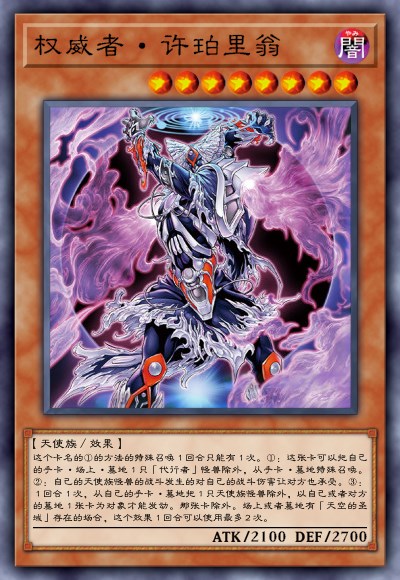 权威者·许珀里翁
やみ
闇
【天使族/效果】
这个卡名的①的方法的特殊召唤1回合只能有1次。①：这张卡可以把自己
的手卡·场上·墓地1只「代行者」怪兽除外，从手卡·墓地特殊召唤。
②：自己的天使族怪兽的战斗发生的对自己的战斗伤害让对方也承受。③：
1回合1次，从自己的手卡·墓地把1只天使族怪兽除外，以自己或者对方
的墓地1张卡为对象才能发动。那张卡除外。场上或者墓地有「天空的圣
域」存在的场合，这个效果1回合可以使用最多2次。
ATK/2100 DEF/2700